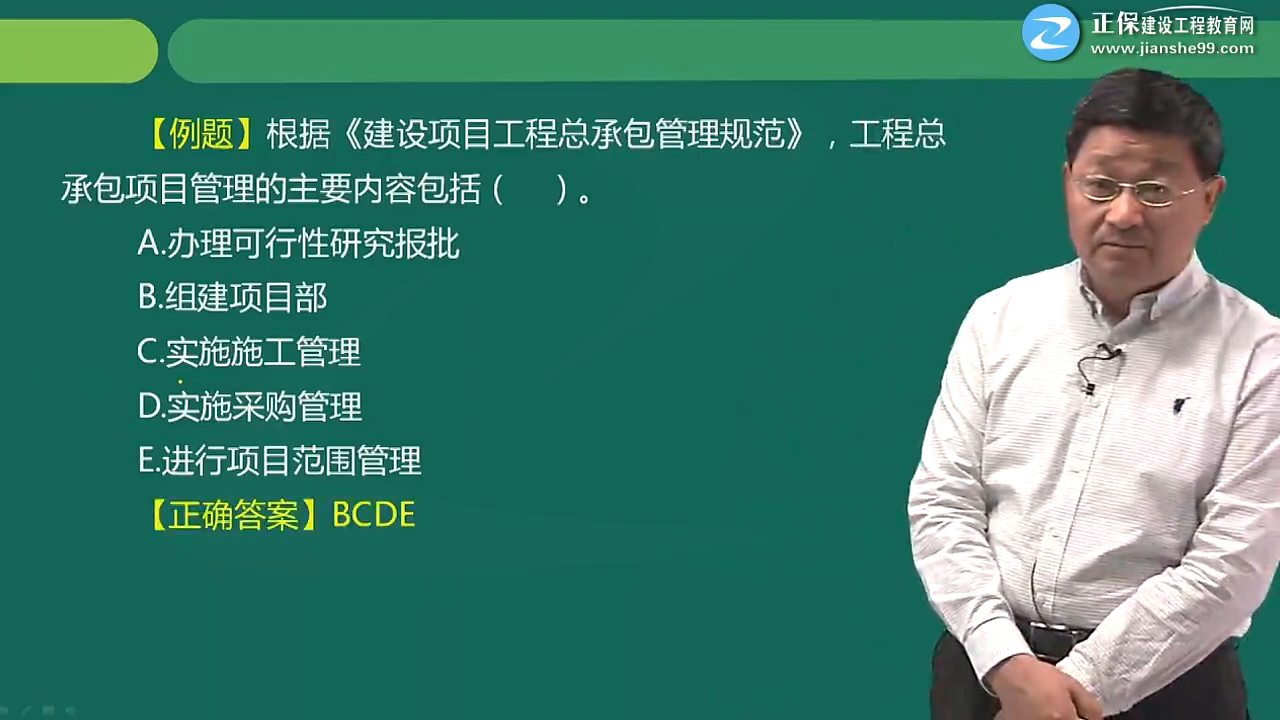 正保建设工程教育网
www.jianshe99.com
【例题】根据《建设项目工程总承包管理规范》，工程总
承包项目管理的主要内容包括（ ）。
A.办理可行性研究报批
B.组建项目部
C.实施施工管理
D.实施采购管理
E.进行项目范围管理
【正确答案】BCDE